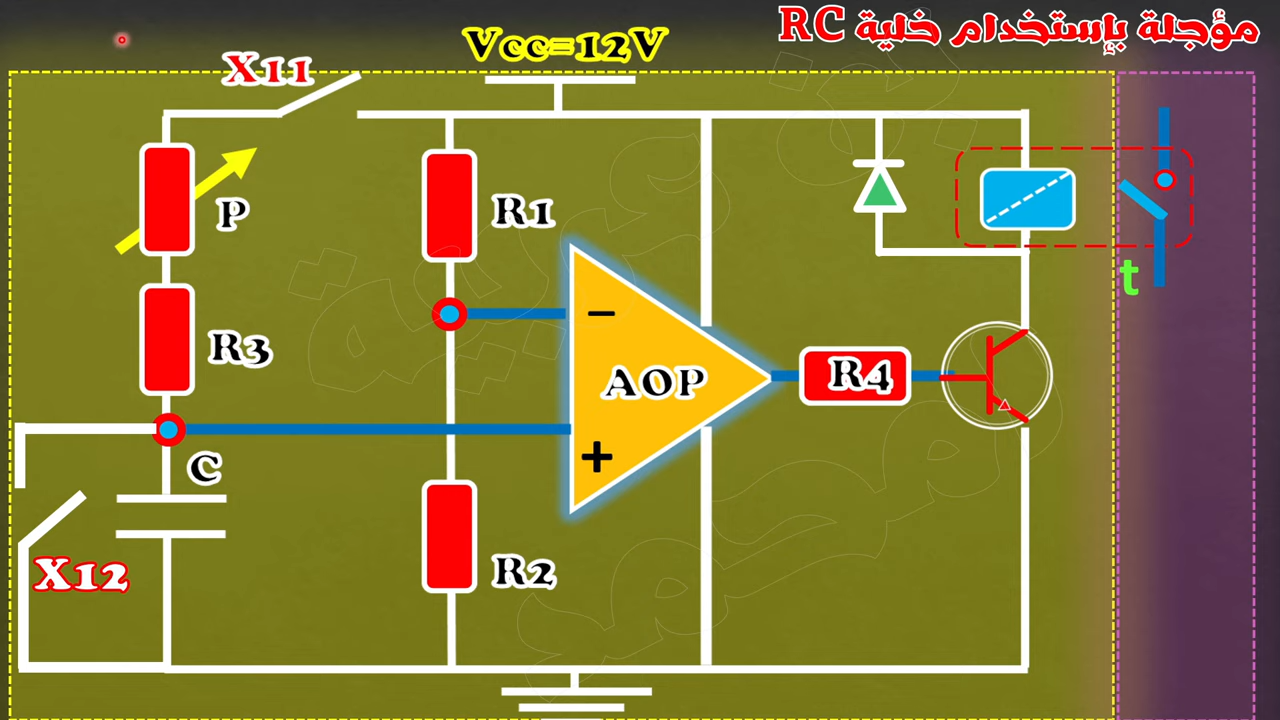 مؤجلة بإستخدام خلية RC
Vcc=12V
X11
P
R1
R3
t
−
AOP
R4
+
C
X12
R2